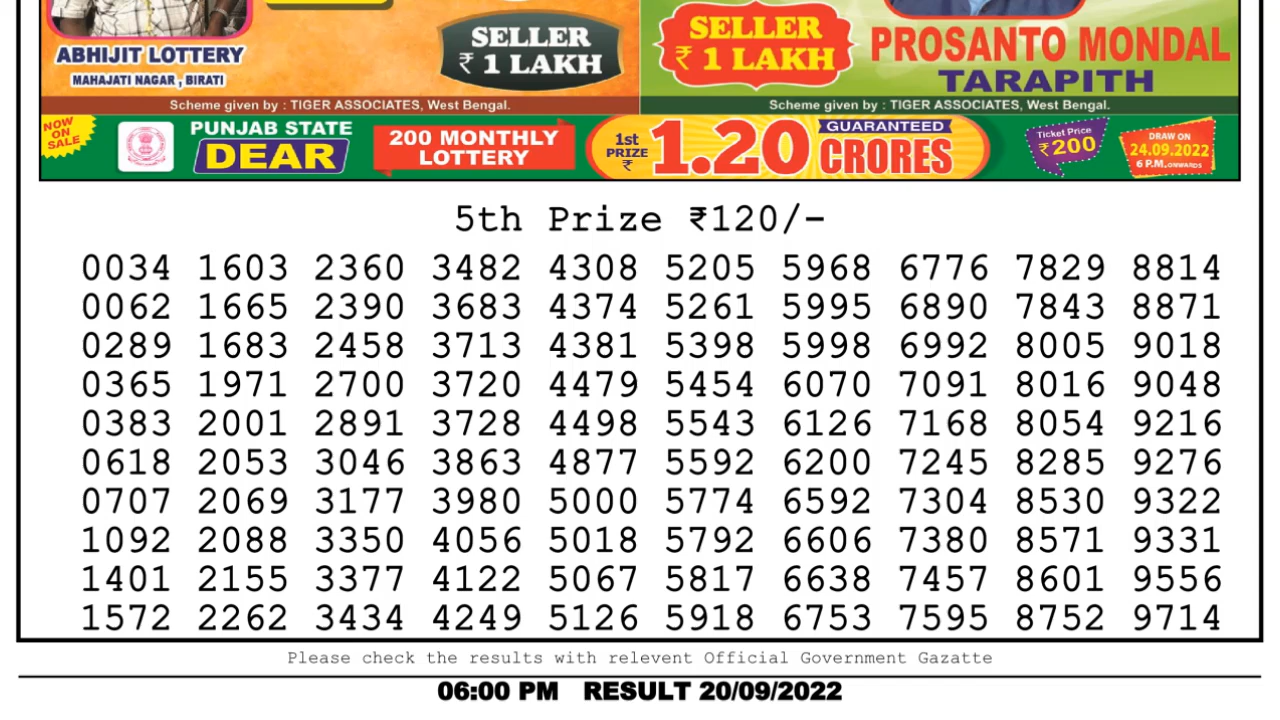 ABHIJIT LOTTERY
MAHAJATI NAGAR , BIRATI
SELLER
₹ 1 LAKH
SELLER
₹ 1 LAKH
PROSANTO MONDAL
TARAPITH
Scheme given by : TIGER ASSOCIATES, West Bengal.
Scheme given by : TIGER ASSOCIATES, West Bengal.
NOW
ON
SALE
PUNJAB STATE
DEAR
200 MONTHLY
LOTTERY
1st
PRIZE
₹
1.20
GUARANTEED
CRORES
Ticket Price
₹200
DRAW ON
24.09.2022
6 P.M. ONWARDS
5th Prize ₹120/-
0034 1603 2360 3482 4308 5205 5968 6776 7829 8814
0062 1665 2390 3683 4374 5261 5995 6890 7843 8871
0289 1683 2458 3713 4381 5398 5998 6992 8005 9018
0365 1971 2700 3720 4479 5454 6070 7091 8016 9048
0383 2001 2891 3728 4498 5543 6126 7168 8054 9216
0618 2053 3046 3863 4877 5592 6200 7245 8285 9276
0707 2069 3177 3980 5000 5774 6592 7304 8530 9322
1092 2088 3350 4056 5018 5792 6606 7380 8571 9331
1401 2155 3377 4122 5067 5817 6638 7457 8601 9556
1572 2262 3434 4249 5126 5918 6753 7595 8752 9714
Please check the results with relevent Official Government Gazatte
06:00 PM RESULT 20/09/2022